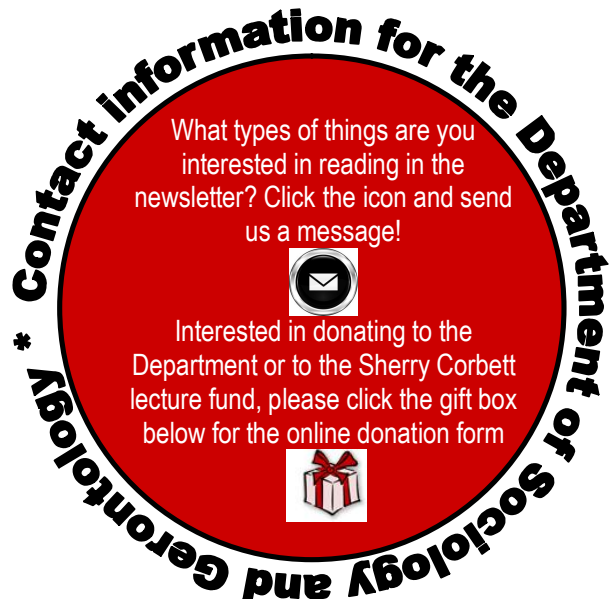 Contact information for the Department of Sociology and Gerontology *
What types of things are you
interested in reading in the
newsletter? Click the icon and send
us a message!
Interested in donating to the
Department or to the Sherry Corbett
lecture fund, please click the gift box
below for the online donation form